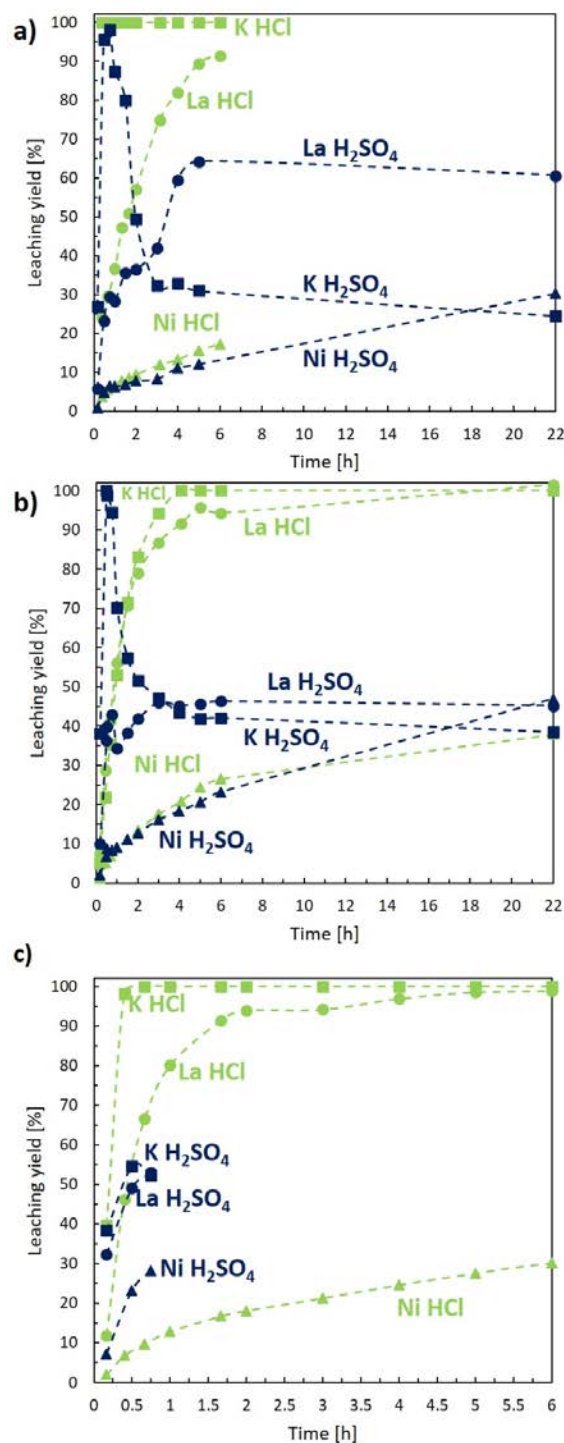 a)
100
90
80
70
60
50
40
30
20
10
0
Leaching yield [%]
K HCl
La HCl
La H₂SO₄
K H₂SO₄
Ni HCl
Ni H₂SO₄
0 2 4 6 8 10 12 14 16 18 20 22
Time [h]
b)
100
90
80
70
60
50
40
30
20
10
0
Leaching yield [%]
K HCl
La HCl
La H₂SO₄
K H₂SO₄
Ni HCl
Ni H₂SO₄
0 2 4 6 8 10 12 14 16 18 20 22
Time [h]
c)
100
90
80
70
60
50
40
30
20
10
0
Leaching yield [%]
K HCl
La HCl
K H₂SO₄
La H₂SO₄
Ni H₂SO₄
Ni HCl
0 0.5 1 1.5 2 2.5 3 3.5 4 4.5 5 5.5 6
Time [h]